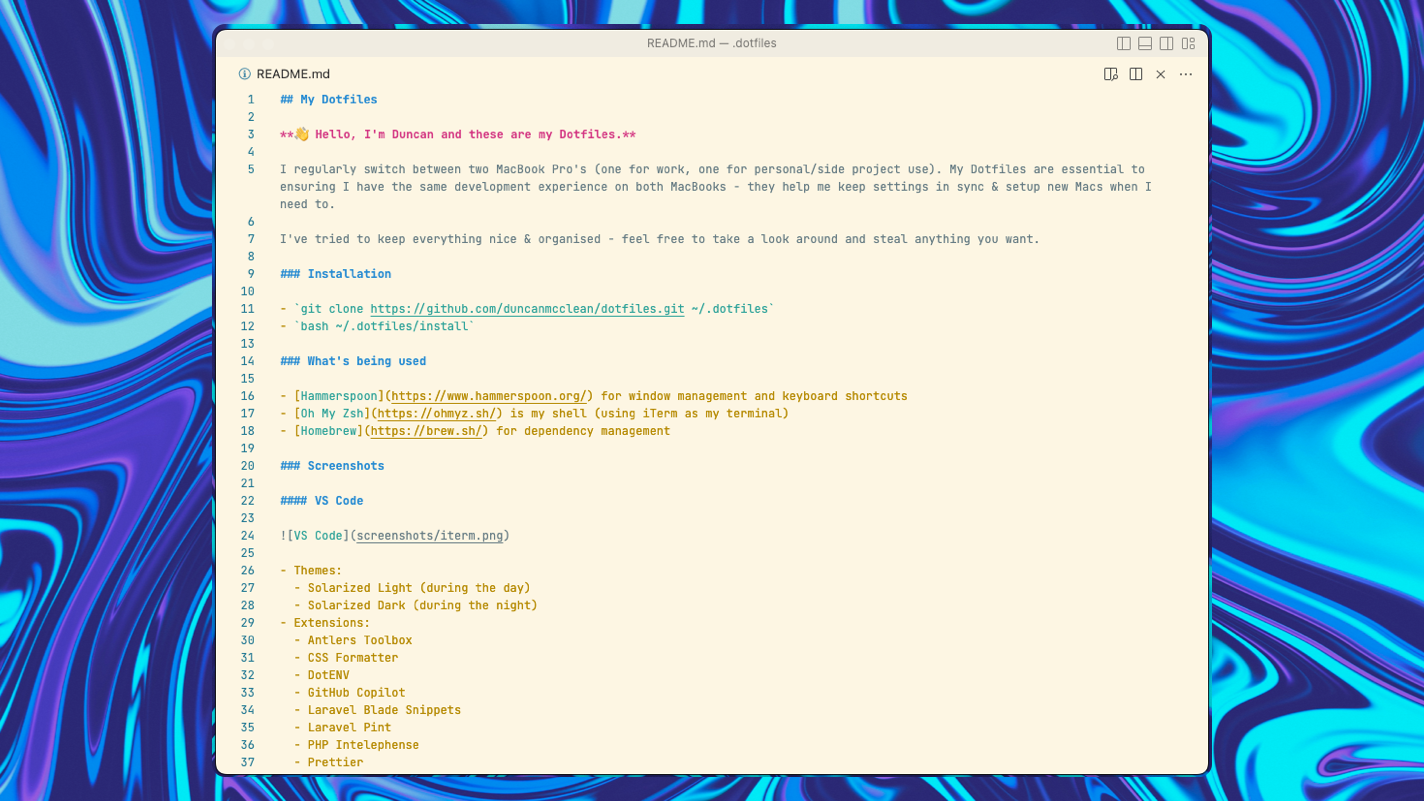 README.md — .dotfiles
README.md
1 ## My Dotfiles
2
3 **👋 Hello, I'm Duncan and these are my Dotfiles.**
4
5 I regularly switch between two MacBook Pro's (one for work, one for personal/side project use). My Dotfiles are essential to
ensuring I have the same development experience on both MacBooks - they help me keep settings in sync & setup new Macs when I
need to.
6
7 I've tried to keep everything nice & organised - feel free to take a look around and steal anything you want.
8
9 ### Installation
10
11 - `git clone https://github.com/duncanmcclean/dotfiles.git ~/.dotfiles`
12 - `bash ~/.dotfiles/install`
13
14 ### What's being used
15
16 - [Hammerspoon](https://www.hammerspoon.org/) for window management and keyboard shortcuts
17 - [Oh My Zsh](https://ohmyz.sh/) is my shell (using iTerm as my terminal)
18 - [Homebrew](https://brew.sh/) for dependency management
19
20 ### Screenshots
21
22 #### VS Code
23
24 ![VS Code](screenshots/iterm.png)
25
26 - Themes:
27   - Solarized Light (during the day)
28   - Solarized Dark (during the night)
29 - Extensions:
30   - Antlers Toolbox
31   - CSS Formatter
32   - DotENV
33   - GitHub Copilot
34   - Laravel Blade Snippets
35   - Laravel Pint
36   - PHP Intelephense
37   - Prettier